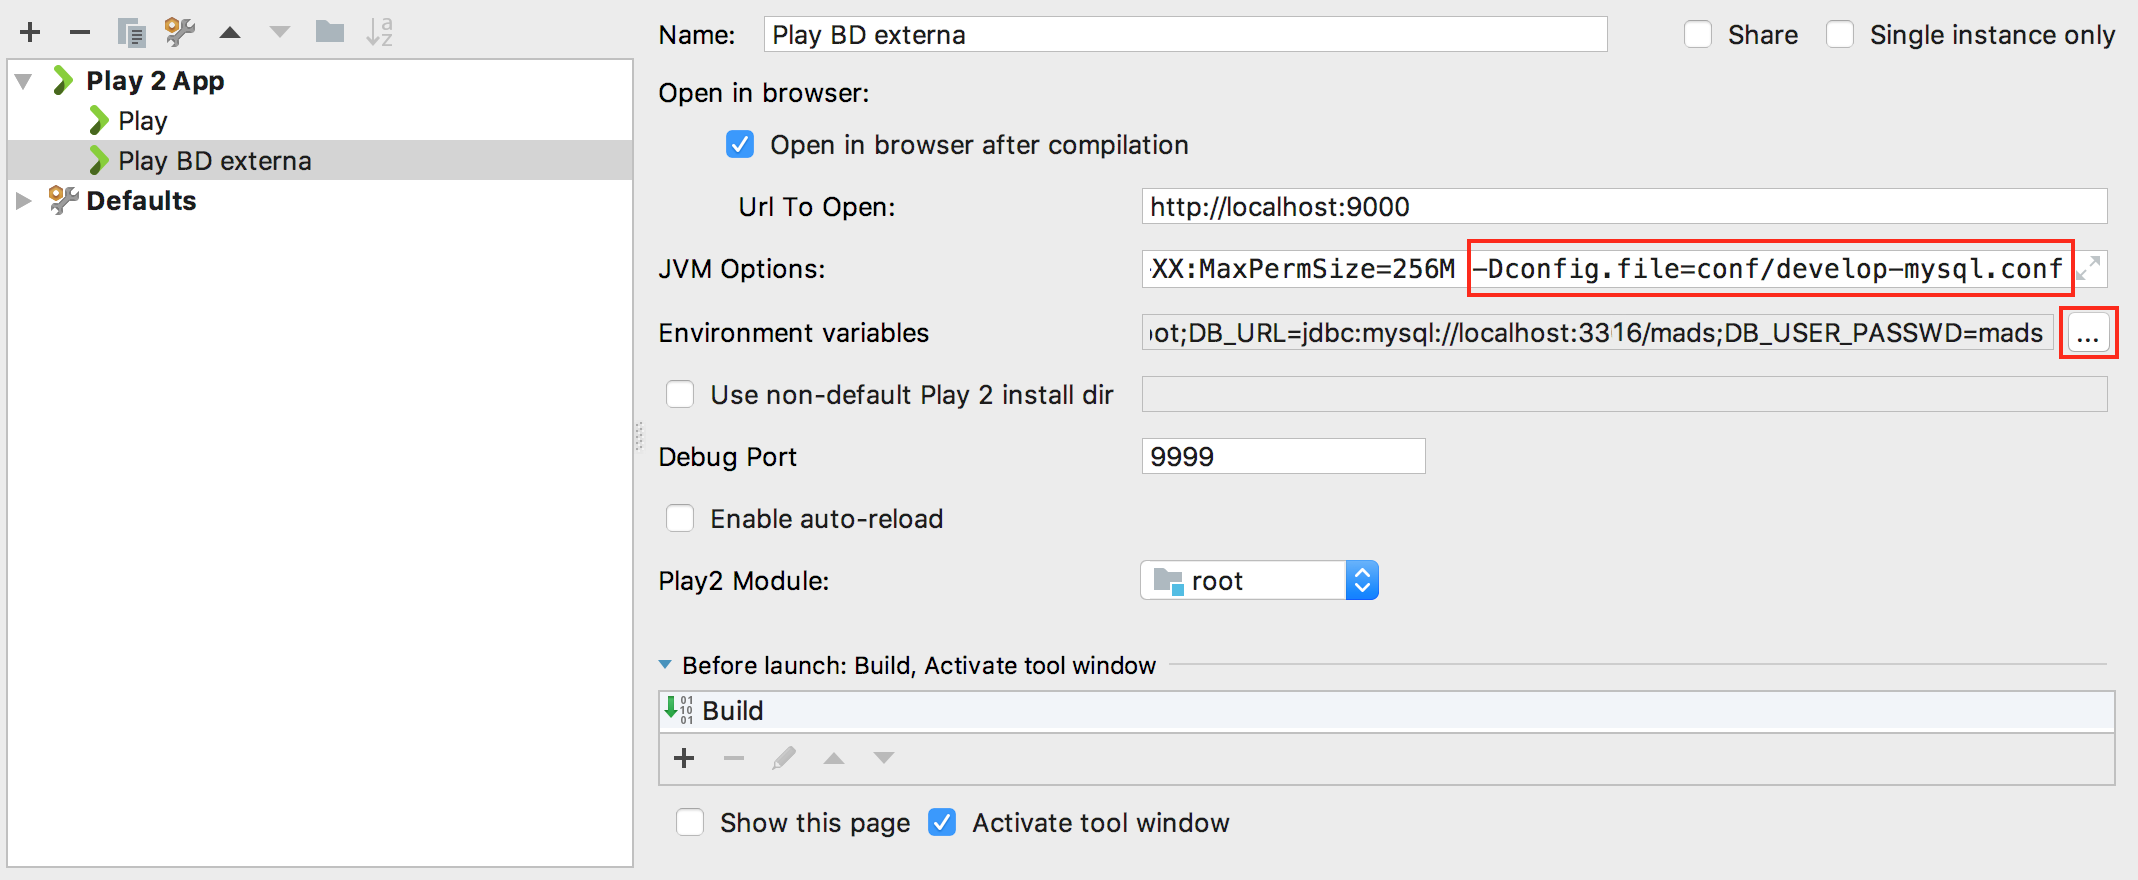 Play 2 App
Play
Play BD externa
Defaults
Name: Play BD externa Share Single instance only
Open in browser:
Open in browser after compilation
Url To Open: http://localhost:9000
JVM Options: -XX:MaxPermSize=256M -Dconfig.file=conf/develop-mysql.conf
Environment variables oot;DB_URL=jdbc:mysql://localhost:3316/mads;DB_USER_PASSWD=mads ...
Use non-default Play 2 install dir
Debug Port 9999
Enable auto-reload
Play2 Module: root
Before launch: Build, Activate tool window
Build
Show this page Activate tool window